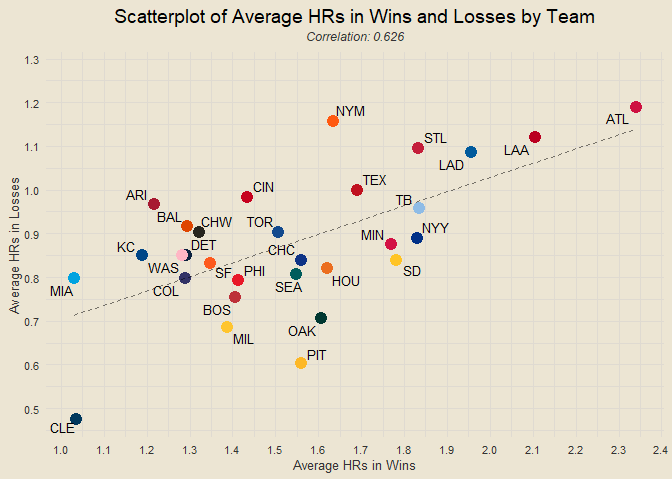 Scatterplot of Average HRs in Wins and Losses by Team
Correlation: 0.626
1.3
1.2
1.1
1.0
0.9
0.8
0.7
0.6
0.5
Average HRs in Losses
NYM
ATL
STL
LAA
LAD
TEX
CIN
ARI
TB
BAL
CHW
TOR
NYY
MIN
KC
DET
CHC
WAS
SF
PHI
SD
HOU
SEA
MIA
COL
BOS
OAK
MIL
PIT
CLE
1.0 1.1 1.2 1.3 1.4 1.5 1.6 1.7 1.8 1.9 2.0 2.1 2.2 2.3 2.4
Average HRs in Wins